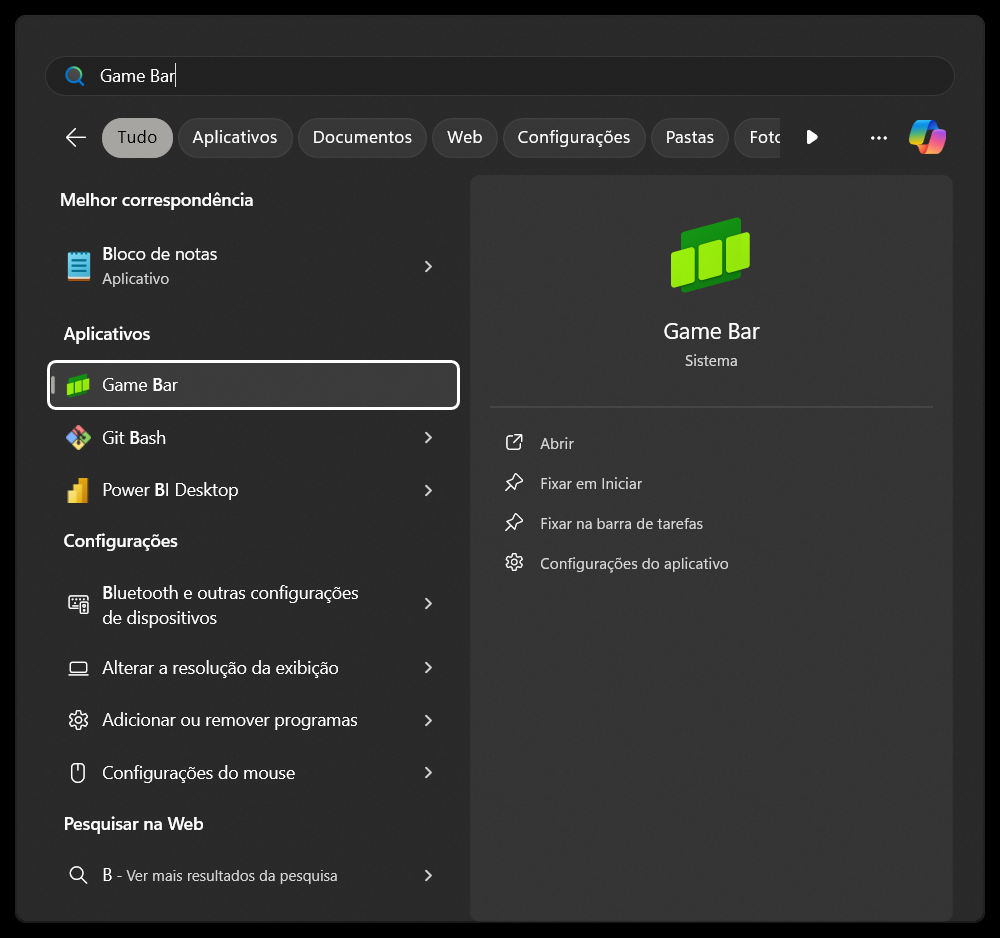 Game Bar
Tudo Aplicativos Documentos Web Configurações Pastas
Melhor correspondência
Bloco de notas
Aplicativo
Aplicativos
Game Bar
Git Bash
Power BI Desktop
Configurações
Bluetooth e outras configurações
de dispositivos
Alterar a resolução da exibição
Adicionar ou remover programas
Configurações do mouse
Pesquisar na Web
B - Ver mais resultados da pesquisa
Game Bar
Sistema
Abrir
Fixar em Iniciar
Fixar na barra de tarefas
Configurações do aplicativo